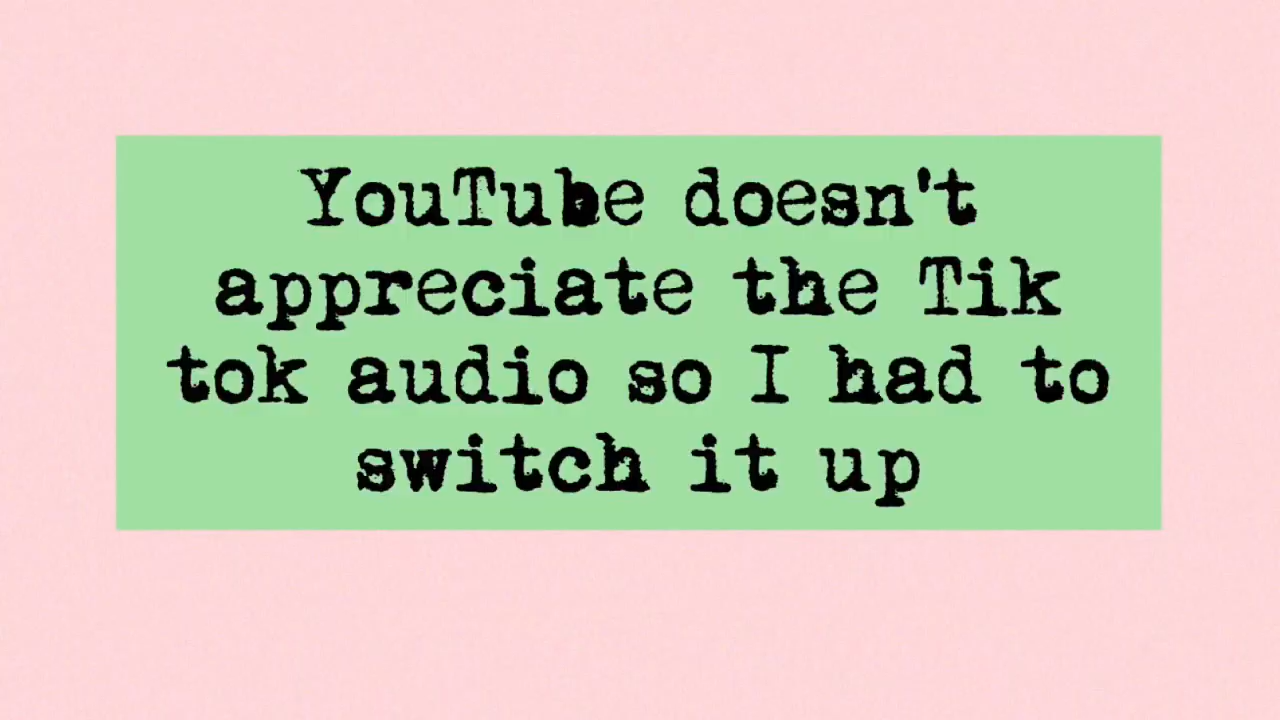 YouTube doesn't
appreciate the Tik
tok audio so I had to
switch it up